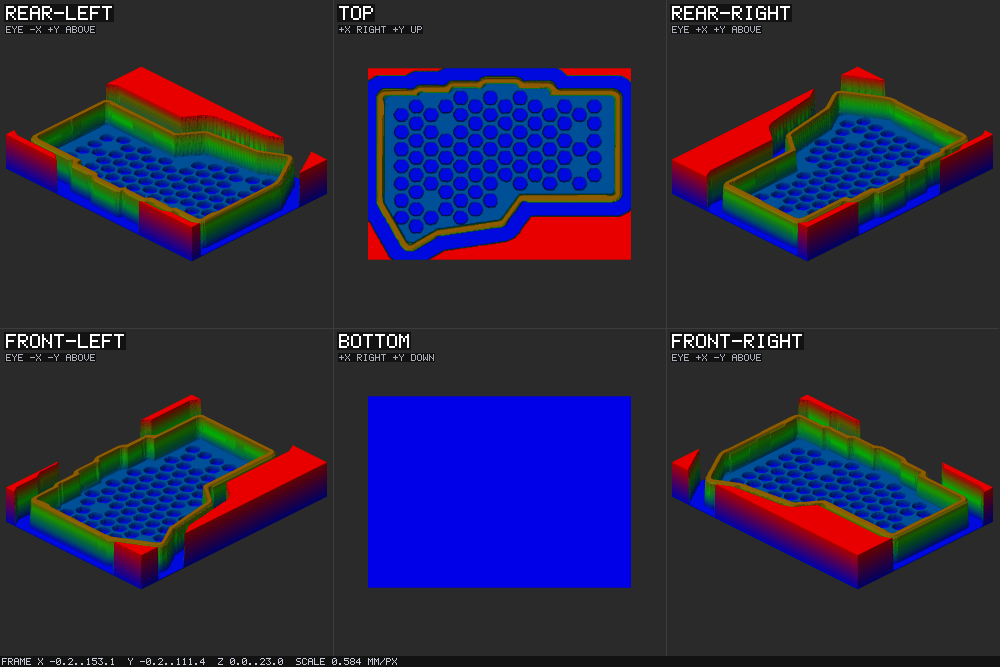 REAR-LEFT
EYE -X +Y ABOVE
TOP
+X RIGHT +Y UP
REAR-RIGHT
EYE +X +Y ABOVE
FRONT-LEFT
EYE -X -Y ABOVE
BOTTOM
+X RIGHT +Y DOWN
FRONT-RIGHT
EYE +X -Y ABOVE
FRAME X -0.2..153.1 Y -0.2..111.4 Z 0.0..23.0 SCALE 0.584 MM/PX